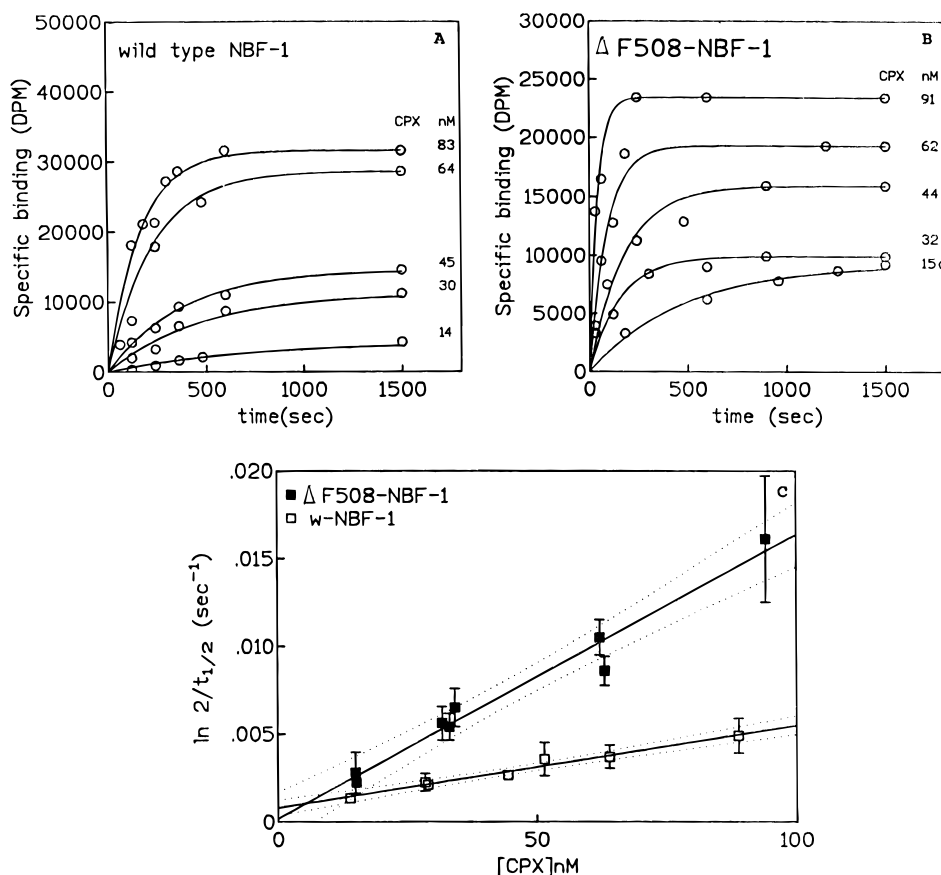 A
wild type NBF-1
Specific binding (DPM)
50000
40000
30000
20000
10000
0
CPX nM
83
64
45
30
14
0 500 1000 1500
time(sec)
B
Δ F508-NBF-1
Specific binding (DPM)
30000
25000
20000
15000
10000
5000
0
CPX nM
91
62
44
32
15
0 500 1000 1500
time (sec)
C
■ Δ F508-NBF-1
□ w-NBF-1
ln 2/t1/2 (sec⁻¹)
.020
.015
.010
.005
0
0 50 100
[CPX]nM